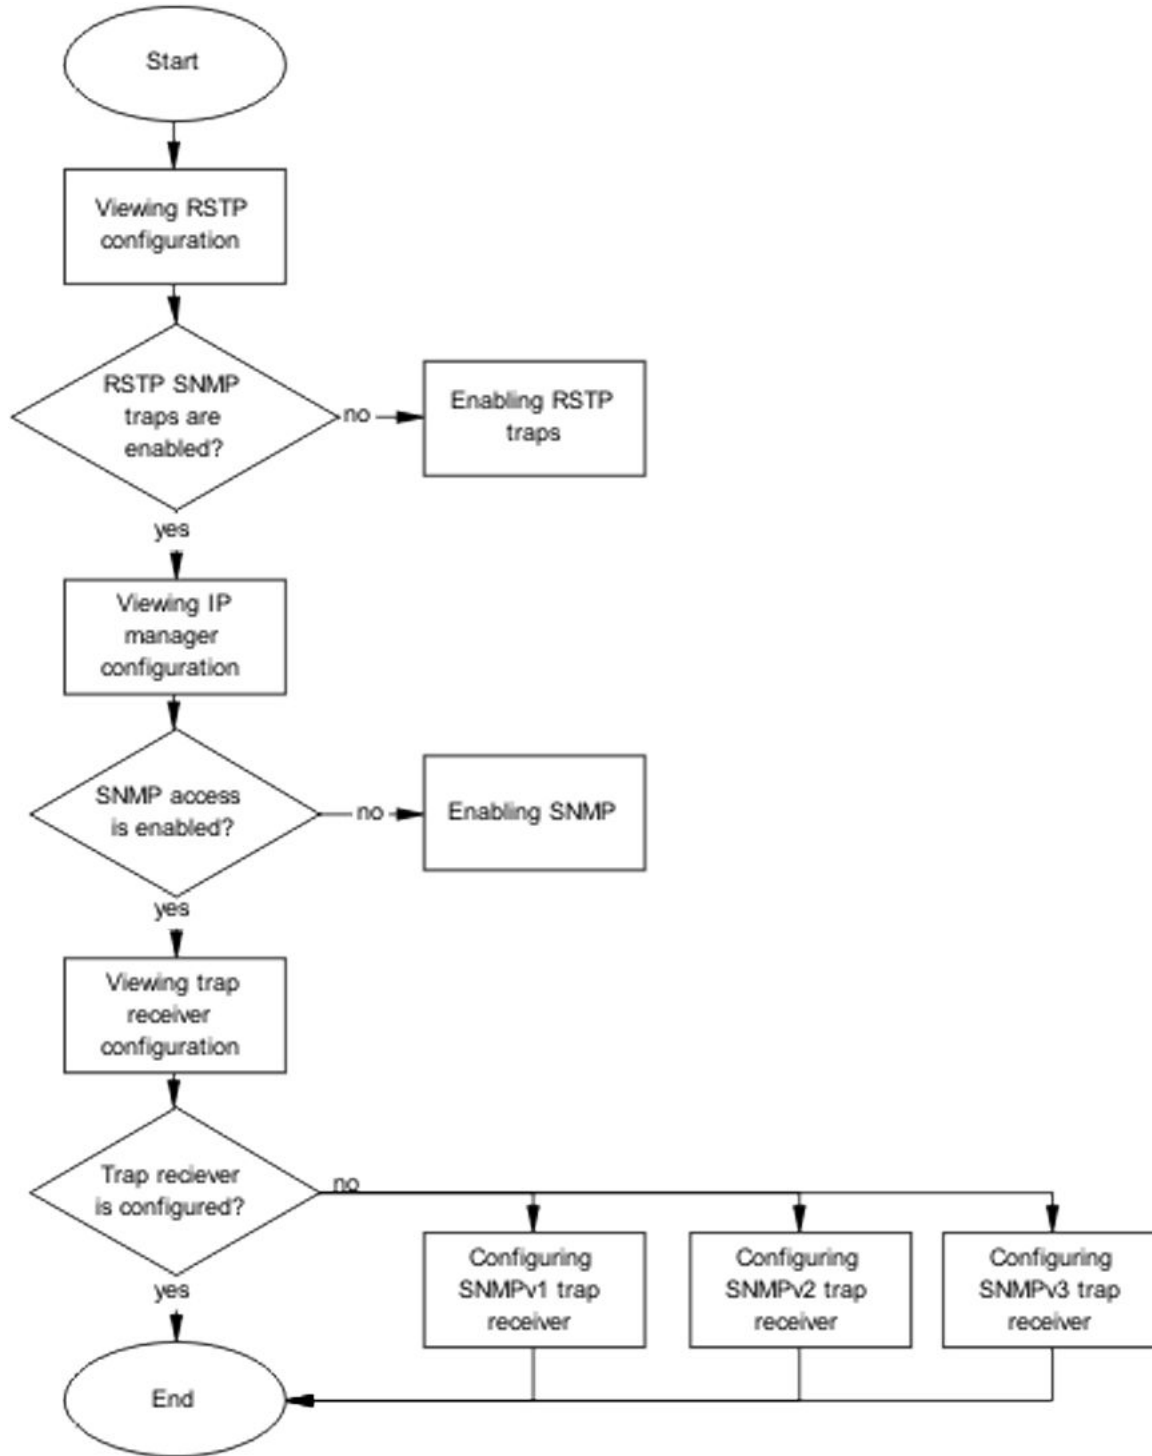 Start
Viewing RSTP
configuration
RSTP SNMP
traps are
enabled?
no
Enabling RSTP
traps
yes
Viewing IP
manager
configuration
SNMP access
is enabled?
no
Enabling SNMP
yes
Viewing trap
receiver
configuration
Trap reciever
is configured?
no
Configuring
SNMPv1 trap
receiver
Configuring
SNMPv2 trap
receiver
Configuring
SNMPv3 trap
receiver
yes
End